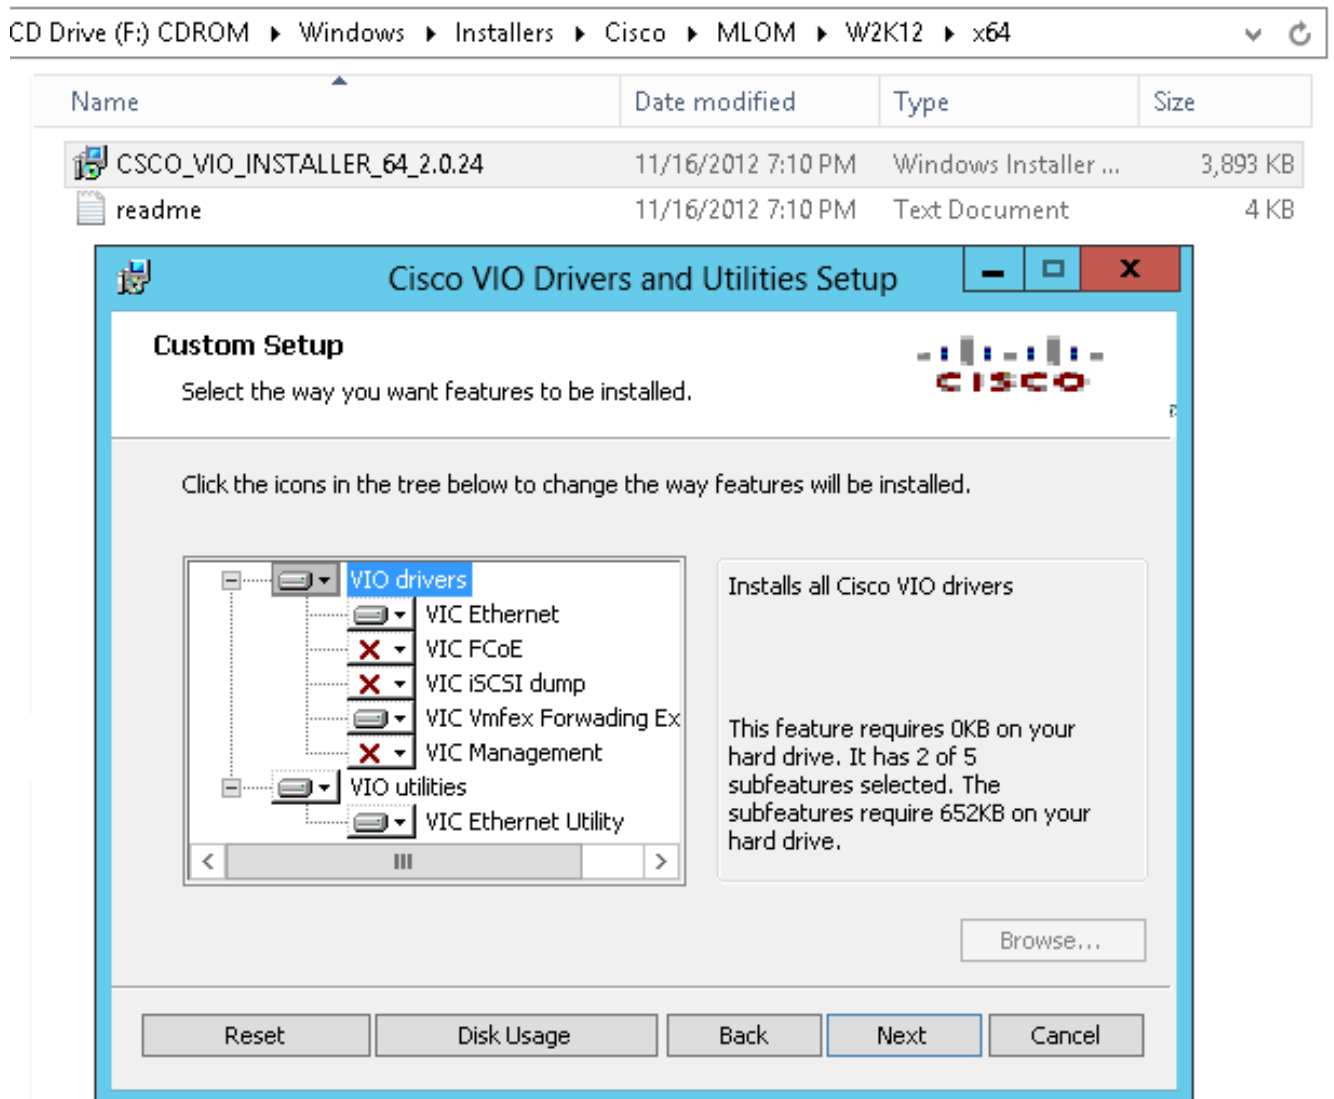 CD Drive (F:) CDROM ▸ Windows ▸ Installers ▸ Cisco ▸ MLOM ▸ W2K12 ▸ x64
Name Date modified Type Size
CSCO_VIO_INSTALLER_64_2.0.24 11/16/2012 7:10 PM Windows Installer ... 3,893 KB
readme 11/16/2012 7:10 PM Text Document 4 KB
Cisco VIO Drivers and Utilities Setup
Custom Setup
Select the way you want features to be installed.
CISCO
Click the icons in the tree below to change the way features will be installed.
VIO drivers
VIC Ethernet
VIC FCoE
VIC iSCSI dump
VIC Vmfex Forwading Ex
VIC Management
VIO utilities
VIC Ethernet Utility
Installs all Cisco VIO drivers
This feature requires 0KB on your
hard drive. It has 2 of 5
subfeatures selected. The
subfeatures require 652KB on your
hard drive.
Browse...
Reset Disk Usage Back Next Cancel